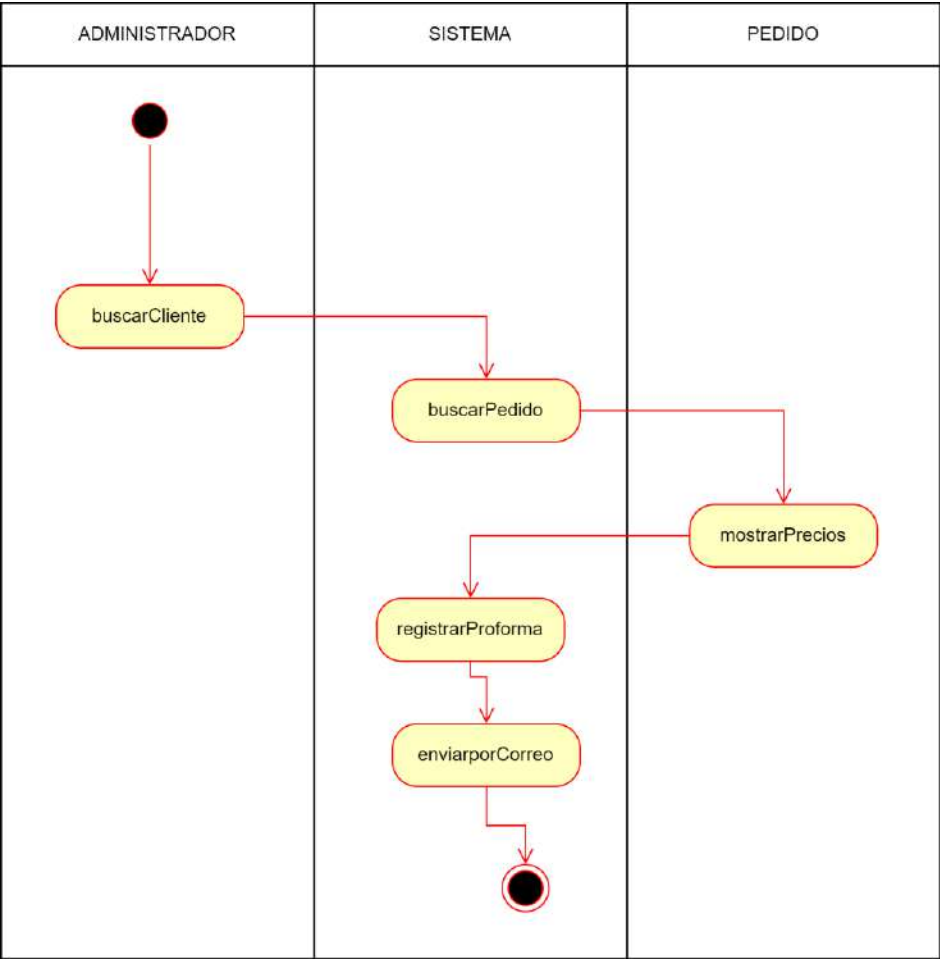 ADMINISTRADOR
SISTEMA
PEDIDO
buscarCliente
buscarPedido
mostrarPrecios
registrarProforma
enviarporCorreo